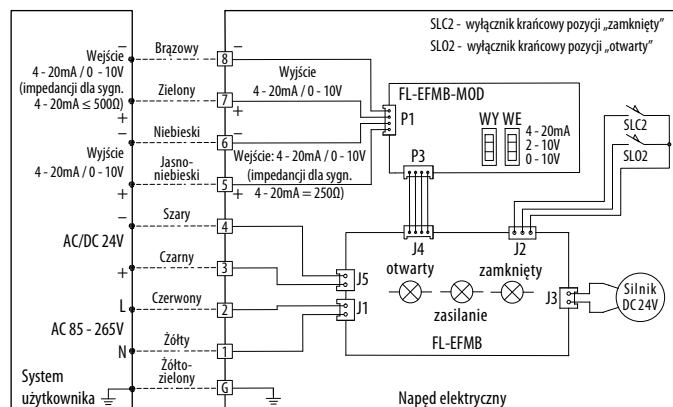 SLC2 - wyłącznik krańcowy pozycji „zamknięty”
SLO2 - wyłącznik krańcowy pozycji „otwarty”
− Brązowy 8 −
Wejście
4 - 20mA / 0 - 10V
(impedancji dla sygn.
4 - 20mA ≤ 500Ω)
+ Zielony 7 +
Wyjście
4 - 20mA / 0 - 10V
FL-EFMB-MOD
P1
WY WE
4 - 20mA
2 - 10V
0 - 10V
SLC2
SLO2
− Niebieski 6 −
Wyjście
4 - 20mA / 0 - 10V
+ Jasno-
niebieski 5 +
Wejście: 4 - 20mA / 0 - 10V
(impedancji dla sygn.
4 - 20mA = 250Ω)
P3
− Szary 4
AC/DC 24V
+ Czarny 3
J4
J2
J5
otwarty
zamknięty
zasilanie
J3
Silnik
DC 24V
L Czerwony 2
J1
AC 85 - 265V
N Żółty 1
FL-EFMB
Żółto-
zielony G
System
użytkownika
Napęd elektryczny